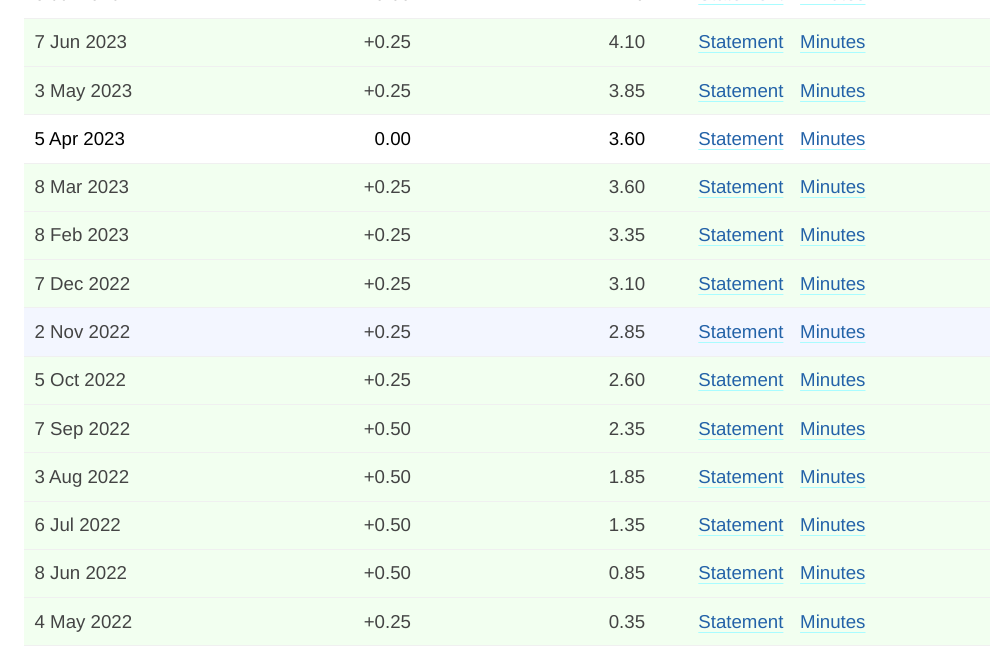 7 Jun 2023 +0.25 4.10 Statement Minutes
3 May 2023 +0.25 3.85 Statement Minutes
5 Apr 2023 0.00 3.60 Statement Minutes
8 Mar 2023 +0.25 3.60 Statement Minutes
8 Feb 2023 +0.25 3.35 Statement Minutes
7 Dec 2022 +0.25 3.10 Statement Minutes
2 Nov 2022 +0.25 2.85 Statement Minutes
5 Oct 2022 +0.25 2.60 Statement Minutes
7 Sep 2022 +0.50 2.35 Statement Minutes
3 Aug 2022 +0.50 1.85 Statement Minutes
6 Jul 2022 +0.50 1.35 Statement Minutes
8 Jun 2022 +0.50 0.85 Statement Minutes
4 May 2022 +0.25 0.35 Statement Minutes